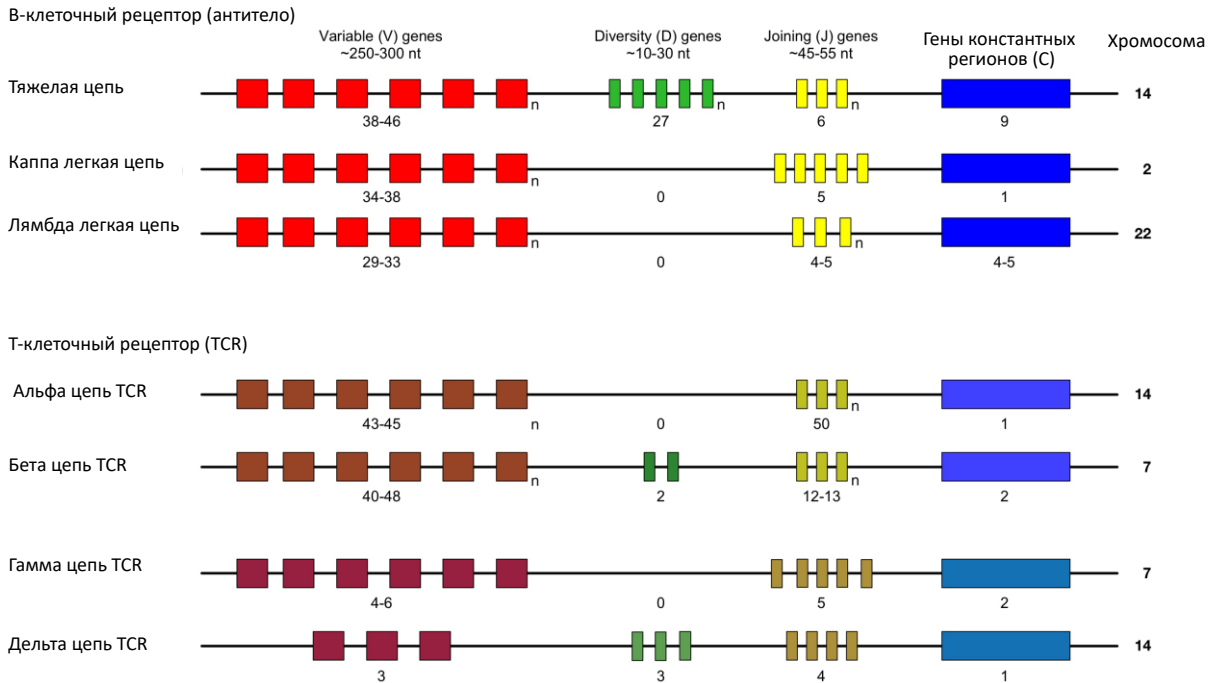 В-клеточный рецептор (антитело)
Variable (V) genes
~250-300 nt
Diversity (D) genes
~10-30 nt
Joining (J) genes
~45-55 nt
Гены константных
регионов (С)
Хромосома
Тяжелая цепь
n
n
n
14
38-46
27
6
9
Каппа легкая цепь
n
2
34-38
0
5
1
Лямбда легкая цепь
n
n
22
29-33
0
4-5
4-5
Т-клеточный рецептор (TCR)
Альфа цепь TCR
n
14
43-45
n
0
50
1
Бета цепь TCR
n
n
7
40-48
2
12-13
2
Гамма цепь TCR
7
4-6
0
5
2
Дельта цепь TCR
14
3
3
4
1